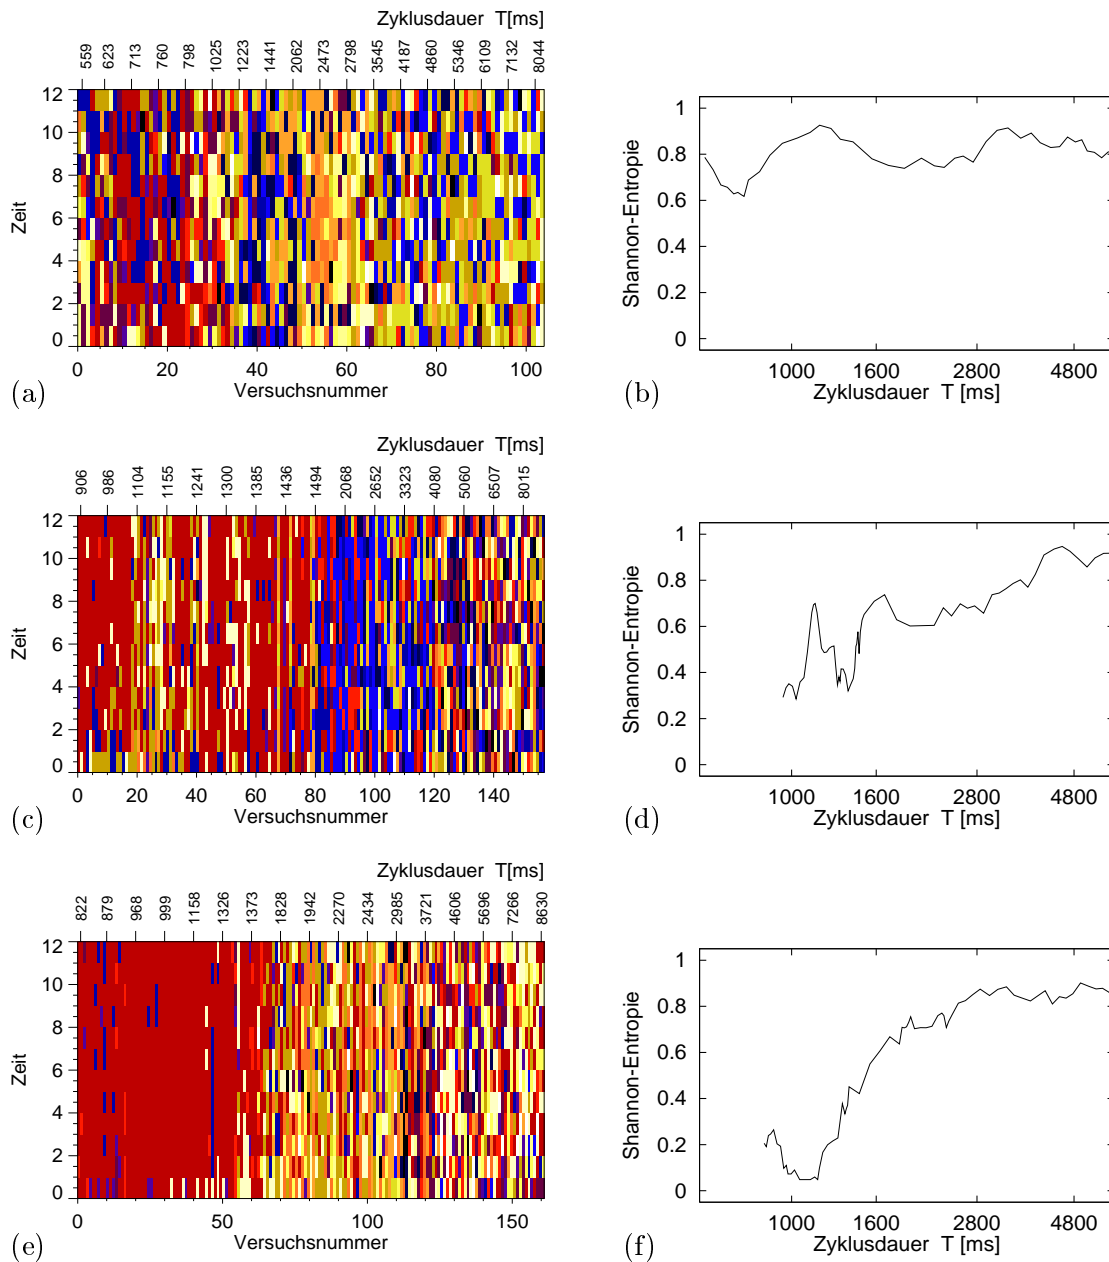 Zyklusdauer T[ms]
559 623 713 760 798 1025 1223 1441 2062 2473 2798 3545 4187 4860 5346 6109 7132 8044
12
10
8
6
4
2
0
Zeit
0 20 40 60 80 100
Versuchsnummer
(a)
1
0.8
0.6
0.4
0.2
0
Shannon-Entropie
1000 1600 2800 4800
Zyklusdauer T [ms]
(b)
Zyklusdauer T[ms]
906 986 1104 1155 1241 1300 1385 1436 1494 2068 2652 3323 4080 5060 6507 8015
12
10
8
6
4
2
0
Zeit
0 20 40 60 80 100 120 140
Versuchsnummer
(c)
1
0.8
0.6
0.4
0.2
0
Shannon-Entropie
1000 1600 2800 4800
Zyklusdauer T [ms]
(d)
Zyklusdauer T[ms]
822 879 968 999 1158 1326 1373 1828 1942 2270 2434 2985 3721 4606 5696 7266 8630
12
10
8
6
4
2
0
Zeit
0 50 100 150
Versuchsnummer
(e)
1
0.8
0.6
0.4
0.2
0
Shannon-Entropie
1000 1600 2800 4800
Zyklusdauer T [ms]
(f)